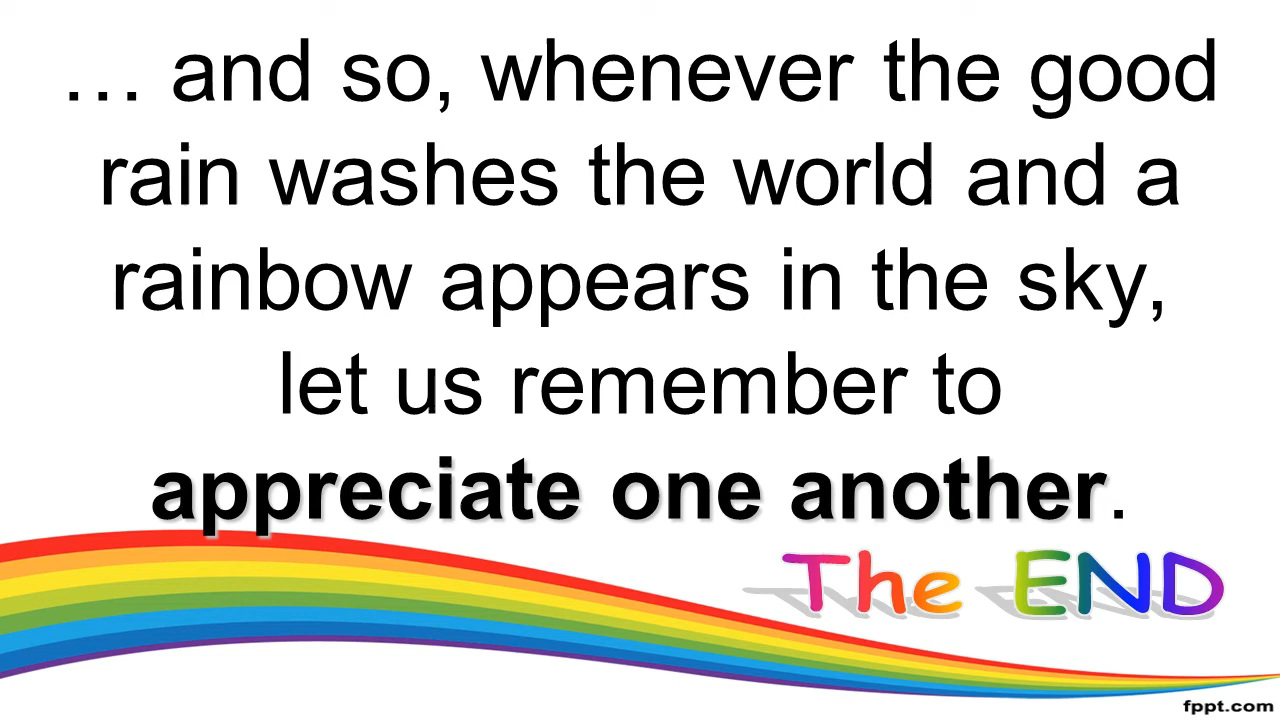 … and so, whenever the good
rain washes the world and a
rainbow appears in the sky,
let us remember to
appreciate one another.
The END
fppt.com